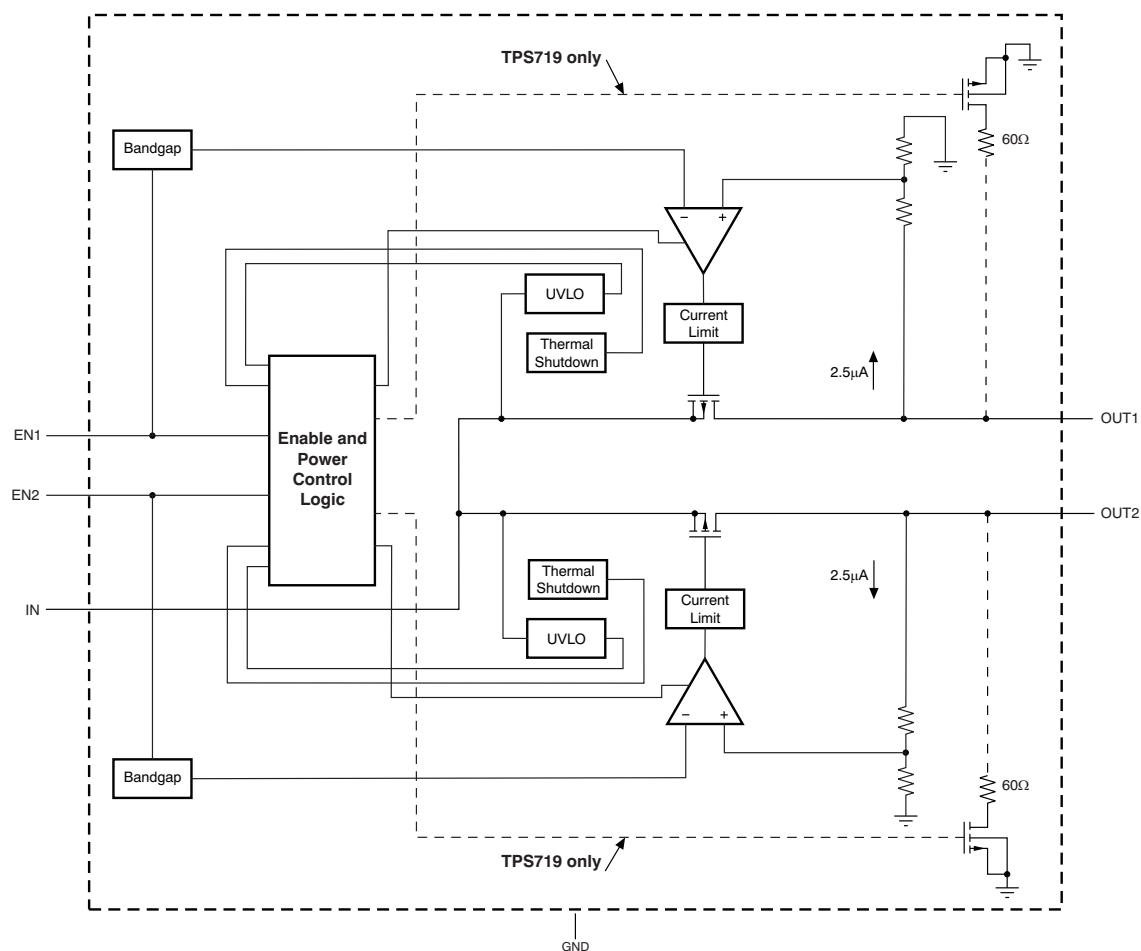 TPS719 only
Bandgap
60Ω
− +
UVLO
Current
Limit
Thermal
Shutdown
2.5μA
OUT1
EN1
Enable and
Power
Control
Logic
EN2
OUT2
Thermal
Shutdown
2.5μA
Current
Limit
IN
UVLO
− +
Bandgap
60Ω
TPS719 only
GND